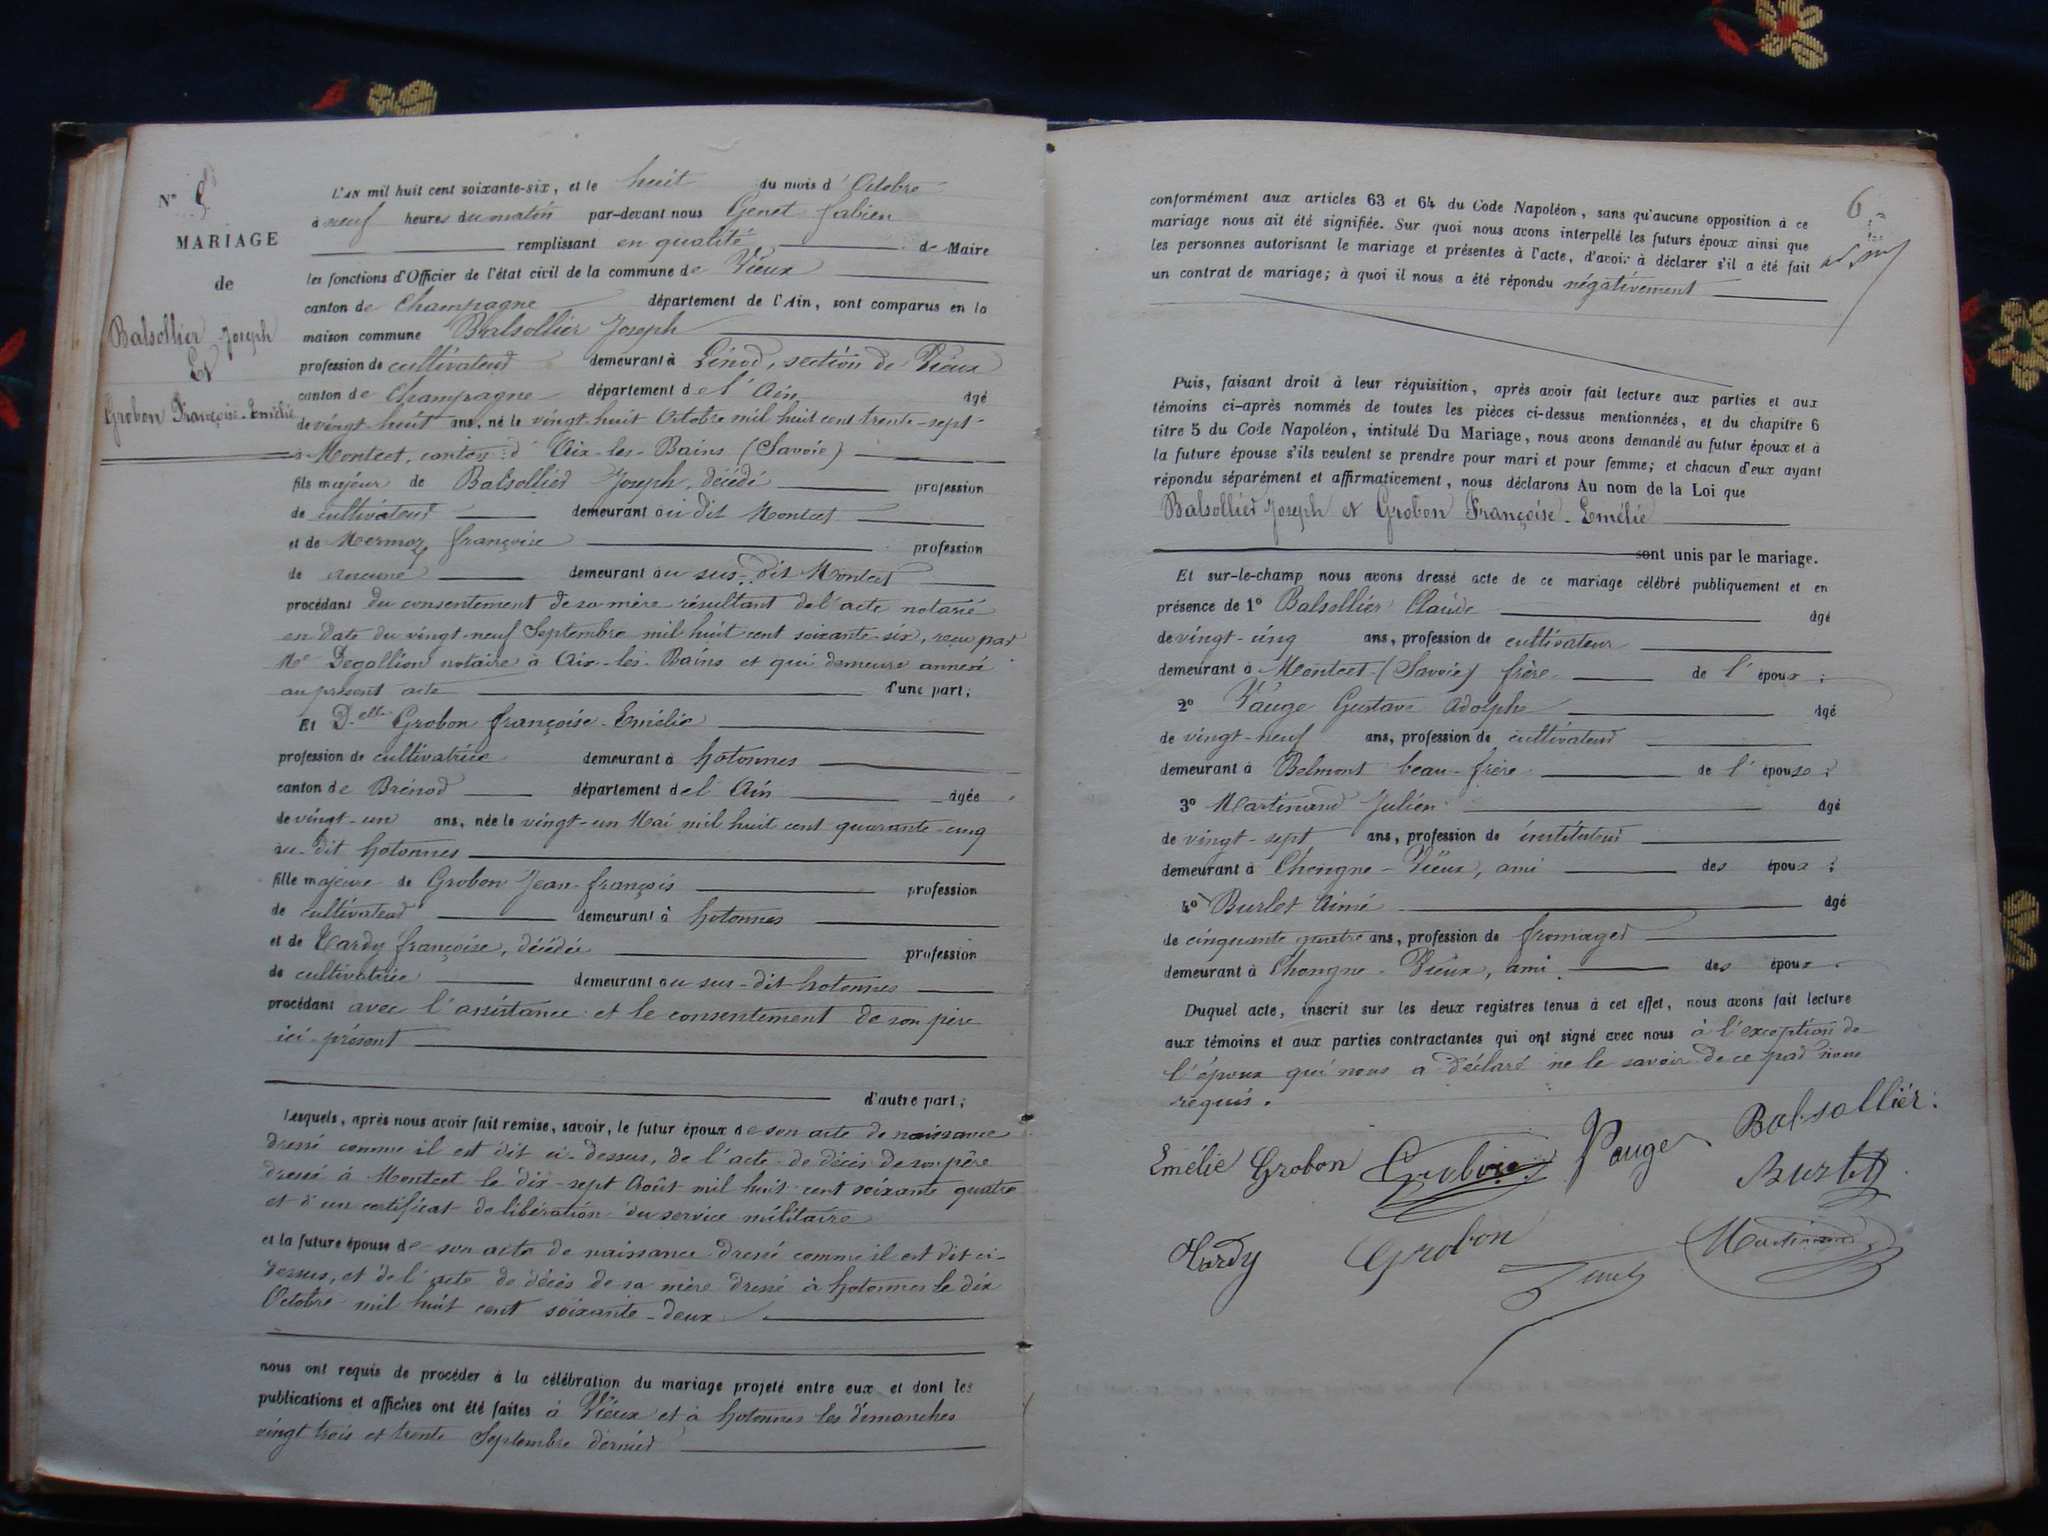 N°
MARIAGE
de
Balsollier Joseph
Et
Grobon Françoise-Emélie
L'AN mil huit cent soixante-six, et le huit du mois d'Octobre
à neuf heures du matin par-devant nous Genet fabien
remplissant en qualité de Maire
les fonctions d'Officier de l'état civil de la commune de Vieux
canton de Champagne département de l'Ain, sont comparus en la
maison commune Balsollier Joseph
profession de cultivateur demeurant à Linod, section de Vieux
canton de Champagne département de l'Ain âgé
de vingt-huit ans, né le vingt-huit Octobre mil huit cent trente-sept
à Montcet, canton d'Aix-les-Bains (Savoie)
fils majeur de Balsollier Joseph, décédé profession
de cultivateur demeurant au dit Montcet
et de Mermoz françoise profession
de aucune demeurant au sus-dit Montcet
procédant du consentement de sa mère résultant de l'acte notarié
en date du vingt-neuf Septembre mil huit cent soixante-six, reçu par
Me Degallion notaire à Aix-les-Bains et qui demeure annexé
au présent acte d'une part;
Et Delle Grobon françoise-Emélie
profession de cultivatrice demeurant à hotonnes
canton de Brénod département de l'Ain âgée
de vingt-un ans, née le vingt-un Mai mil huit cent quarante-cinq
au-dit hotonnes
fille majeure de Grobon Jean-françois profession
de cultivateur demeurant à hotonnes
et de Tardy françoise, décédée profession
de cultivatrice demeurant au sus-dit hotonnes
procédant avec l'assistance et le consentement de son père
ici-présent
d'autre part;
Lesquels, après nous avoir fait remise, savoir, le futur époux de son acte de naissance
dressé comme il est dit ci-dessus, de l'acte de décès de son père
dressé à Montcet le dix-sept Août mil huit cent soixante quatre
et d'un certificat de libération du service militaire
et la future épouse de son acte de naissance dressé comme il est dit ci-
dessus, et de l'acte de décès de sa mère dressé à hotonnes le dix
Octobre mil huit cent soixante-deux
nous ont requis de procéder à la célébration du mariage projeté entre eux et dont les
publications et affiches ont été faites à Vieux et à hotonnes les dimanches
vingt trois et trente Septembre dernier
6
conformément aux articles 63 et 64 du Code Napoléon, sans qu'aucune opposition à ce
mariage nous ait été signifiée. Sur quoi nous avons interpellé les futurs époux ainsi que
les personnes autorisant le mariage et présentes à l'acte, d'avoir à déclarer s'il a été fait
un contrat de mariage; à quoi il nous a été répondu négativement
Puis, faisant droit à leur réquisition, après avoir fait lecture aux parties et aux
témoins ci-après nommés de toutes les pièces ci-dessus mentionnées, et du chapitre 6
titre 5 du Code Napoléon, intitulé Du Mariage, nous avons demandé au futur époux et à
la future épouse s'ils veulent se prendre pour mari et pour femme; et chacun d'eux ayant
répondu séparément et affirmativement, nous déclarons Au nom de la Loi que
Balsollier Joseph et Grobon Françoise-Emélie
sont unis par le mariage.
Et sur-le-champ nous avons dressé acte de ce mariage célébré publiquement et en
présence de 1° Balsollier Claude âgé
de vingt-cinq ans, profession de cultivateur
demeurant à Montcet (Savoie) frère de l'époux;
2° Vauge Gustave Adolphe âgé
de vingt-neuf ans, profession de cultivateur
demeurant à Belmont beau-frère de l'épouse;
3° Martinand Julien âgé
de vingt-sept ans, profession de instituteur
demeurant à Chongne-Vieux, ami des époux;
4° Burlet Aimé âgé
de cinquante quatre ans, profession de fromager
demeurant à Chongne-Vieux, ami des époux.
Duquel acte, inscrit sur les deux registres tenus à cet effet, nous avons fait lecture
aux témoins et aux parties contractantes qui ont signé avec nous à l'exception de
l'époux qui nous a déclaré ne le savoir de ce par nous
requis.
Emélie Grobon Vauge Balsollier
Burlet
Tardy Grobon Martinand
Genet